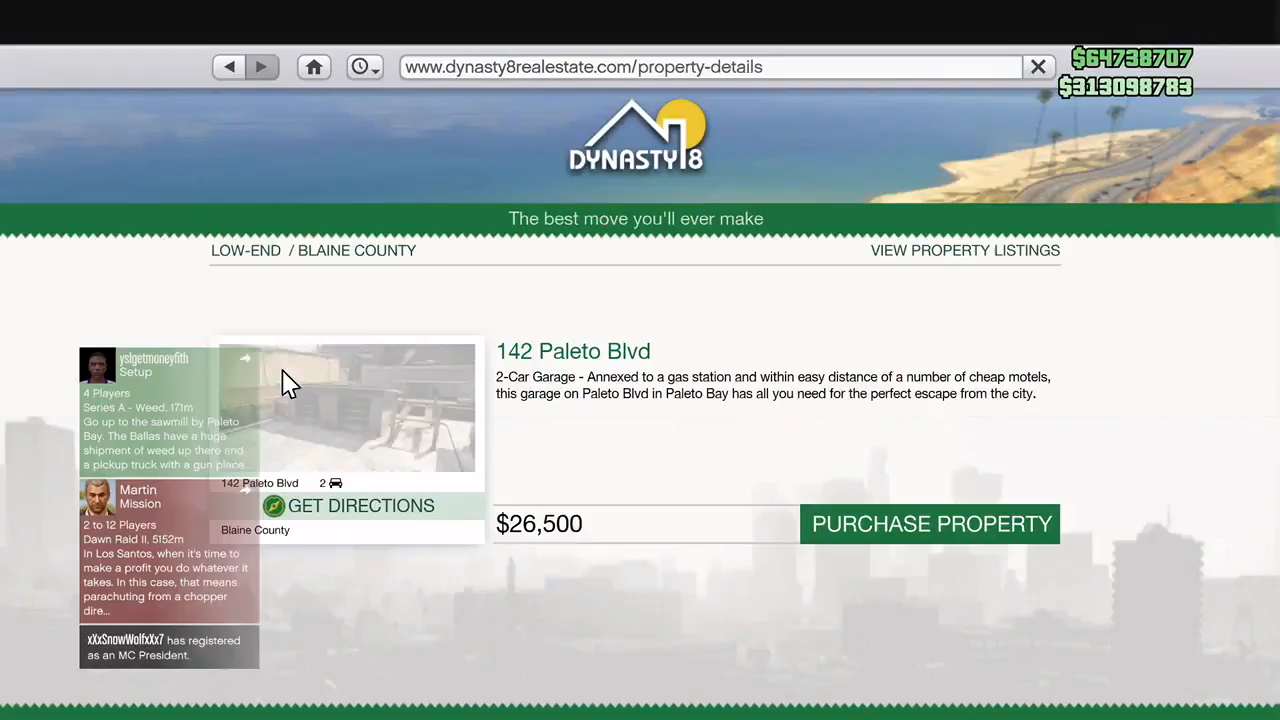 www.dynasty8realestate.com/property-details
$64738707
$313098783
DYNASTY8
The best move you'll ever make
LOW-END / BLAINE COUNTY
VIEW PROPERTY LISTINGS
yslgetmoneyfith
Setup
4 Players
Series A - Weed, 171m
Go up to the sawmill by Paleto
Bay. The Ballas have a huge
shipment of weed up there and
a pickup truck with a gun place...
Martin
Mission
2 to 12 Players
Dawn Raid II, 5152m
In Los Santos, when it's time to
make a profit you do whatever it
takes. In this case, that means
parachuting from a chopper
dire...
xXxSnowWolfxXx7 has registered
as an MC President.
142 Paleto Blvd 2
GET DIRECTIONS
Blaine County
142 Paleto Blvd
2-Car Garage - Annexed to a gas station and within easy distance of a number of cheap motels,
this garage on Paleto Blvd in Paleto Bay has all you need for the perfect escape from the city.
$26,500
PURCHASE PROPERTY